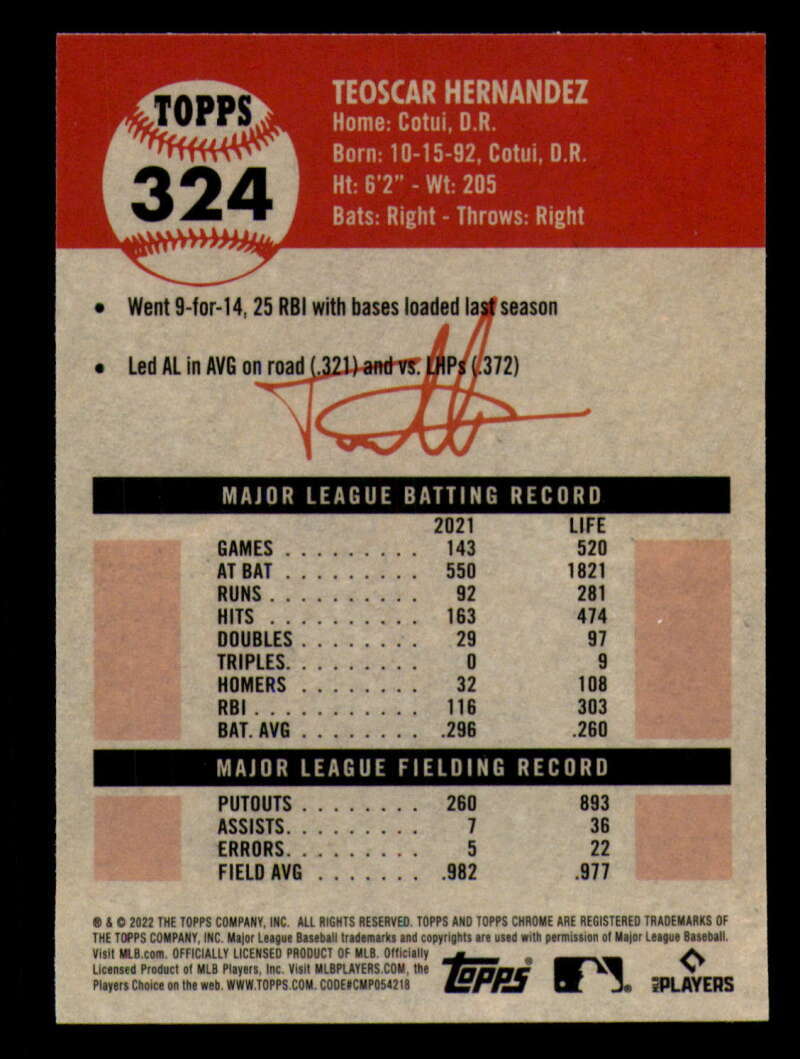 TOPPS
324
TEOSCAR HERNANDEZ
Home: Cotui, D.R.
Born: 10-15-92, Cotui, D.R.
Ht: 6'2" - Wt: 205
Bats: Right - Throws: Right
• Went 9-for-14, 25 RBI with bases loaded last season
• Led AL in AVG on road (.321) and vs. LHPs (.372)
MAJOR LEAGUE BATTING RECORD
2021 LIFE
GAMES . . . . . . . . . 143 520
AT BAT . . . . . . . . . 550 1821
RUNS . . . . . . . . . . 92 281
HITS . . . . . . . . . . 163 474
DOUBLES . . . . . . . . 29 97
TRIPLES. . . . . . . . . 0 9
HOMERS . . . . . . . . 32 108
RBI . . . . . . . . . . . 116 303
BAT. AVG . . . . . . . . .296 .260
MAJOR LEAGUE FIELDING RECORD
PUTOUTS . . . . . . . . 260 893
ASSISTS. . . . . . . . . 7 36
ERRORS. . . . . . . . . 5 22
FIELD AVG . . . . . . . .982 .977
® & © 2022 THE TOPPS COMPANY, INC. ALL RIGHTS RESERVED. TOPPS AND TOPPS CHROME ARE REGISTERED TRADEMARKS OF
THE TOPPS COMPANY, INC. Major League Baseball trademarks and copyrights are used with permission of Major League Baseball.
Visit MLB.com. OFFICIALLY LICENSED PRODUCT OF MLB. Officially
Licensed Product of MLB Players, Inc. Visit MLBPLAYERS.COM, the
Players Choice on the web. WWW.TOPPS.COM. CODE#CMP054218
Topps® ® MLB PLAYERS